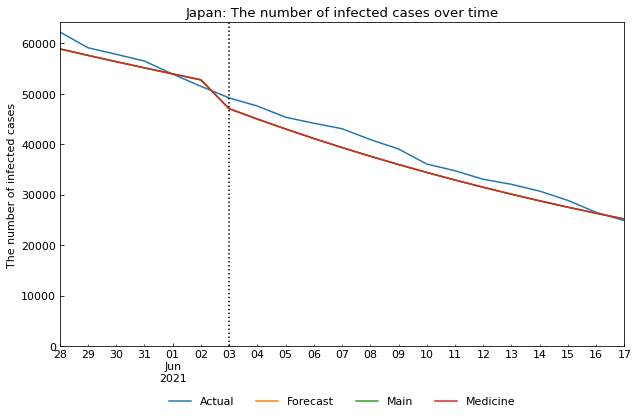 Japan: The number of infected cases over time
The number of infected cases
60000
50000
40000
30000
20000
10000
0
28 29 30 31 01 02 03 04 05 06 07 08 09 10 11 12 13 14 15 16 17
Jun
2021
Actual Forecast Main Medicine